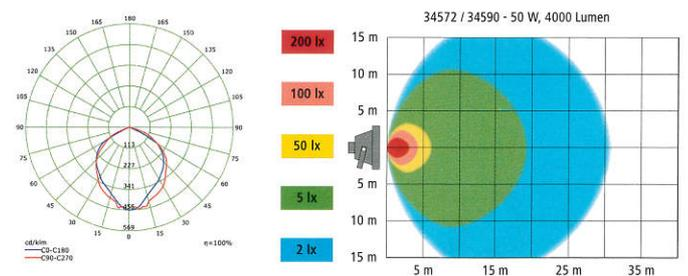 180
165 165
150 150
135 135
120 120
105 105
90 90
75 75
60 60
45 45
30 30
15 0 15
113
227
341
455
569
cd/klm
C0-C180
C90-C270
η=100%
200 lx
100 lx
50 lx
5 lx
2 lx
34572 / 34590 - 50 W, 4000 Lumen
15 m
10 m
5 m
5 m
10 m
15 m
5 m 15 m 25 m 35 m